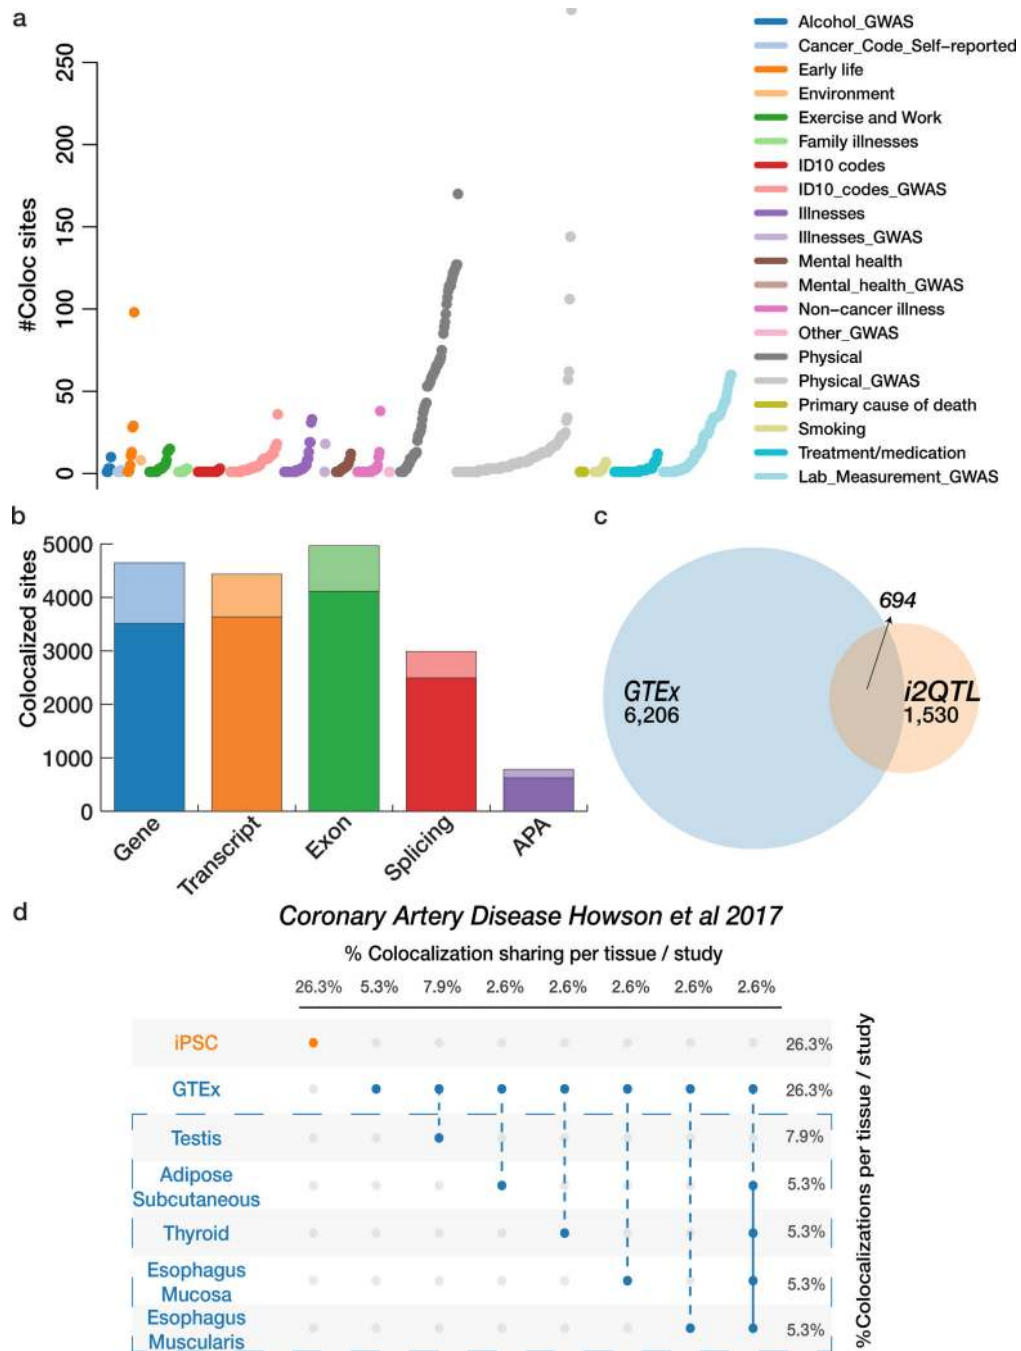 a
#Coloc sites
250
200
150
100
50
0
Alcohol_GWAS
Cancer_Code_Self-reported
Early life
Environment
Exercise and Work
Family illnesses
ID10 codes
ID10_codes_GWAS
Illnesses
Illnesses_GWAS
Mental health
Mental_health_GWAS
Non-cancer illness
Other_GWAS
Physical
Physical_GWAS
Primary cause of death
Smoking
Treatment/medication
Lab_Measurement_GWAS
b
Colocalized sites
5000
4000
3000
2000
1000
0
Gene
Transcript
Exon
Splicing
APA
c
694
GTEx
6,206
i2QTL
1,530
d
Coronary Artery Disease Howson et al 2017
% Colocalization sharing per tissue / study
26.3% 5.3% 7.9% 2.6% 2.6% 2.6% 2.6% 2.6%
iPSC 26.3%
GTEx 26.3%
Testis 7.9%
Adipose
Subcutaneous 5.3%
Thyroid 5.3%
Esophagus
Mucosa 5.3%
Esophagus
Muscularis 5.3%
%Colocalizations per tissue / study